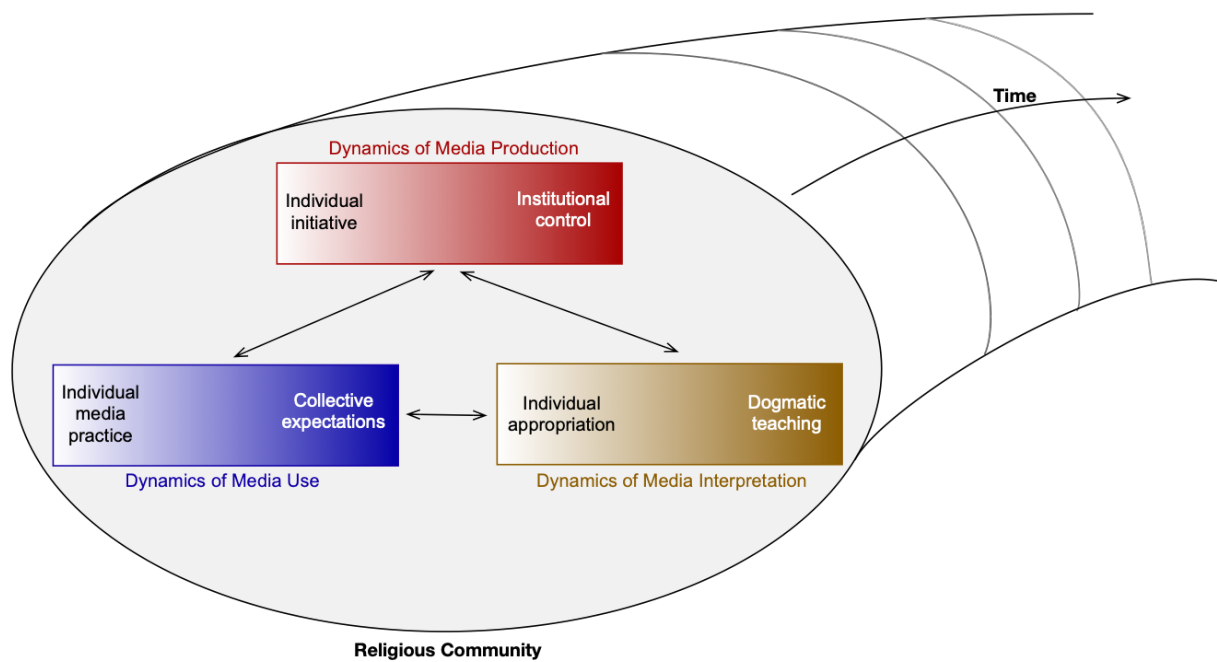 Time
Dynamics of Media Production
Individual
initiative
Institutional
control
Individual
media
practice
Collective
expectations
Dynamics of Media Use
Individual
appropriation
Dogmatic
teaching
Dynamics of Media Interpretation
Religious Community